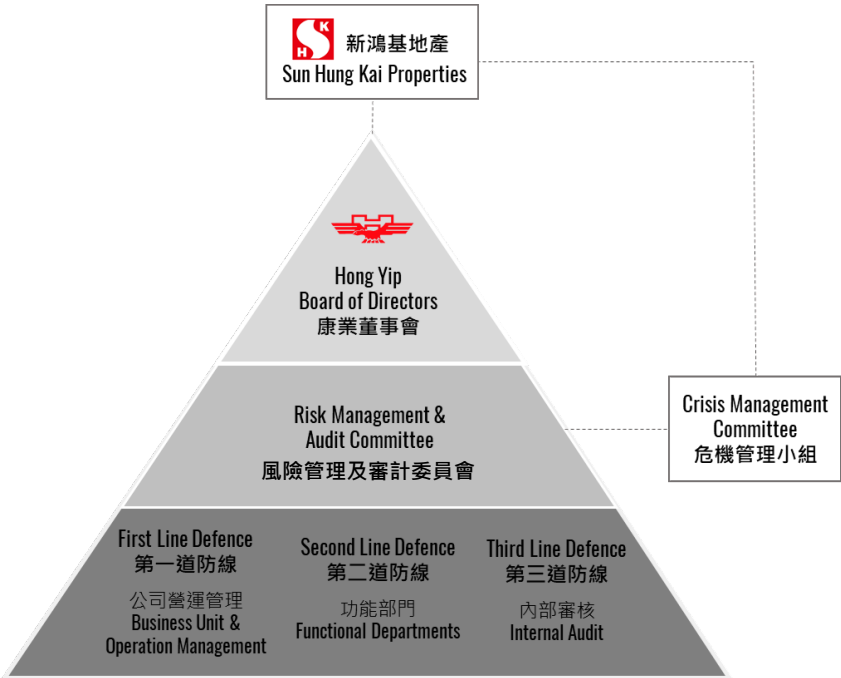 S K H
新鴻基地產
Sun Hung Kai Properties
Hong Yip
Board of Directors
康業董事會
Risk Management &
Audit Committee
風險管理及審計委員會
Crisis Management
Committee
危機管理小組
First Line Defence
第一道防線
公司營運管理
Business Unit &
Operation Management
Second Line Defence
第二道防線
功能部門
Functional Departments
Third Line Defence
第三道防線
內部審核
Internal Audit